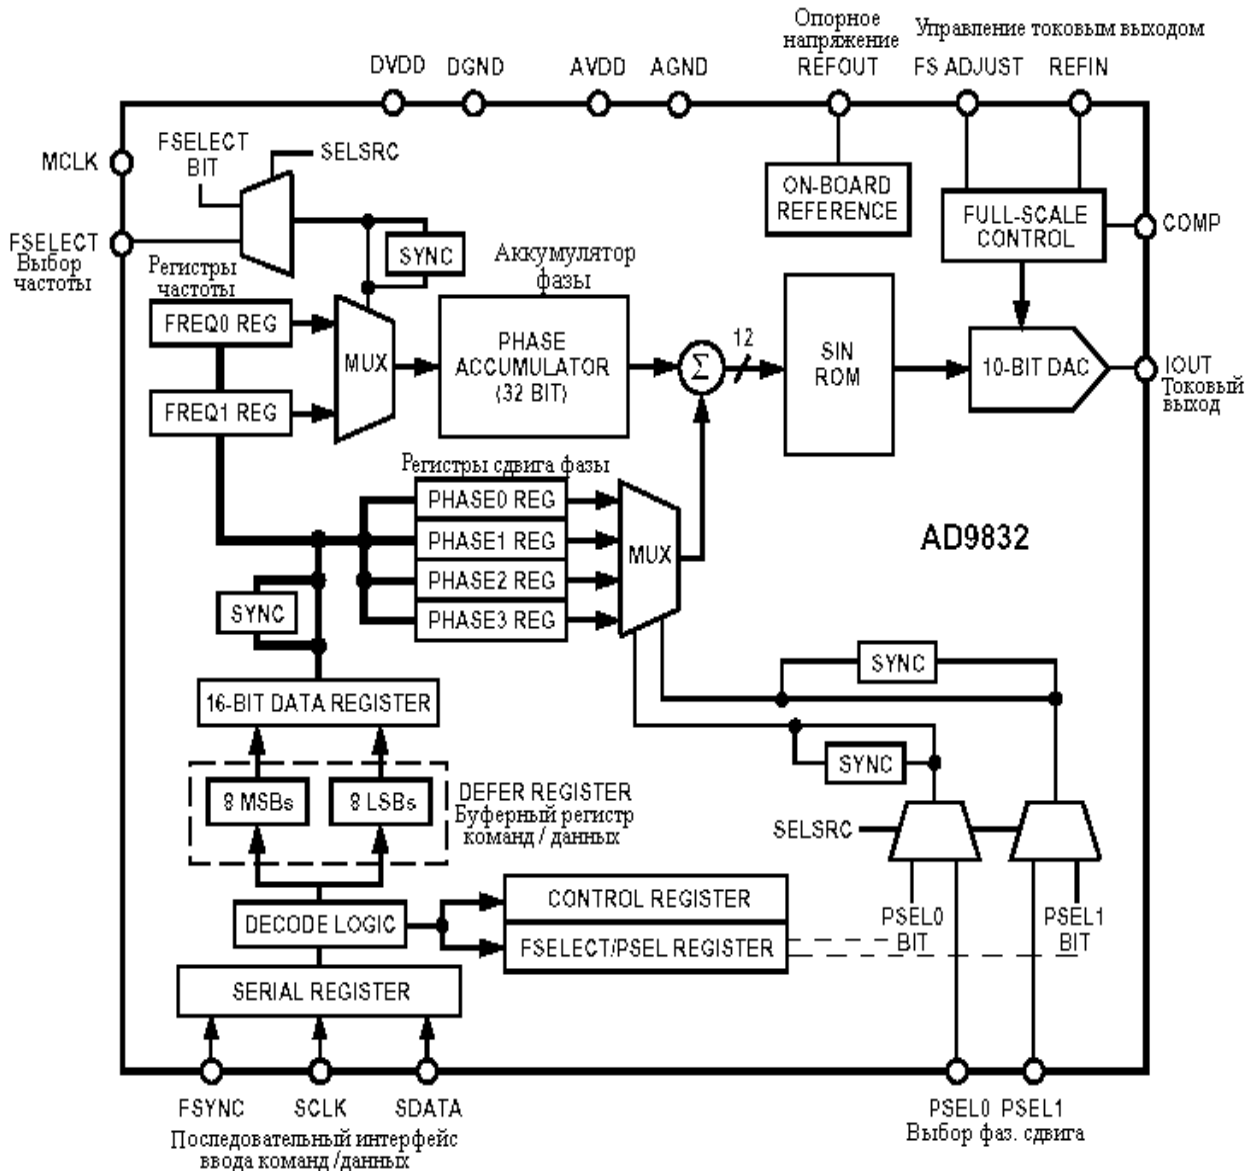 Опорное
напряжение
REFOUT
Управление токовым выходом
FS ADJUST
REFIN
DVDD
DGND
AVDD
AGND
MCLK
FSELECT
BIT
SELSRC
FSELECT
Выбор
частоты
SYNC
ON-BOARD
REFERENCE
FULL-SCALE
CONTROL
COMP
Регистры
частоты
Аккумулятор
фазы
FREQ0 REG
FREQ1 REG
MUX
PHASE
ACCUMULATOR
(32 BIT)
Σ
12
SIN
ROM
10-BIT DAC
IOUT
Токовый
выход
Регистры сдвига фазы
PHASE0 REG
PHASE1 REG
PHASE2 REG
PHASE3 REG
MUX
AD9832
SYNC
SYNC
SYNC
16-BIT DATA REGISTER
8 MSBs
8 LSBs
DEFER REGISTER
Буферный регистр
команд / данных
SELSRC
DECODE LOGIC
CONTROL REGISTER
FSELECT/PSEL REGISTER
PSEL0
BIT
PSEL1
BIT
SERIAL REGISTER
FSYNC
SCLK
SDATA
Последовательный интерфейс
ввода команд /данных
PSEL0
PSEL1
Выбор фаз. сдвига